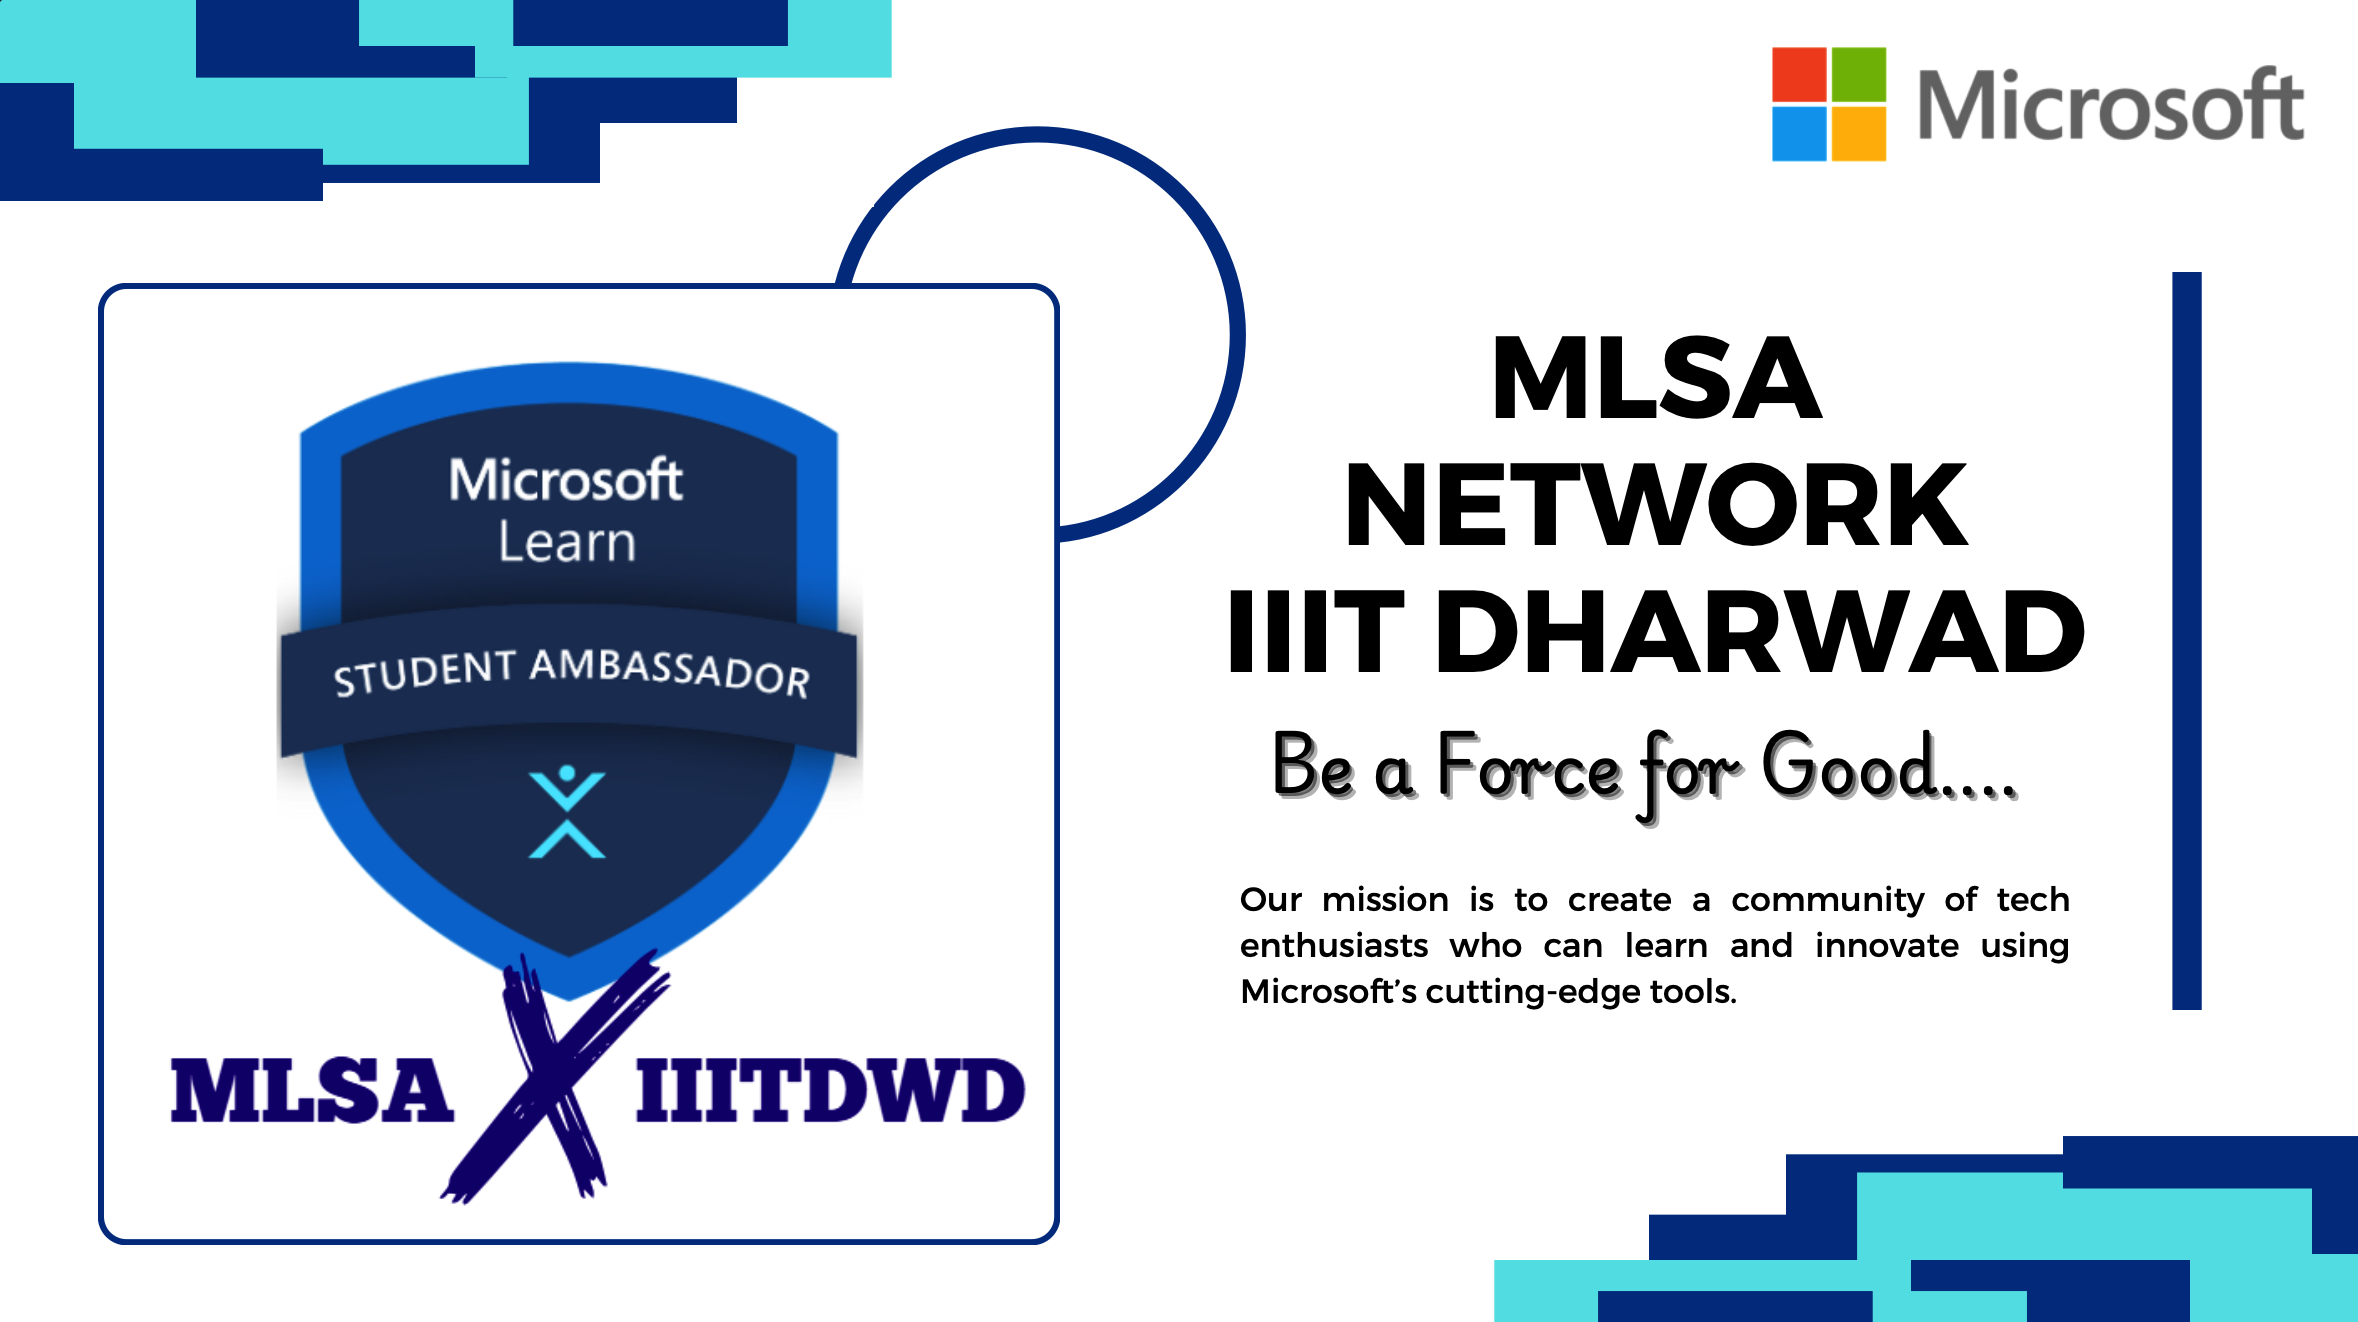 Microsoft
Microsoft
Learn
STUDENT AMBASSADOR
MLSA X IIITDWD
MLSA
NETWORK
IIIT DHARWAD
Be a Force for Good....
Our mission is to create a community of tech
enthusiasts who can learn and innovate using
Microsoft’s cutting-edge tools.